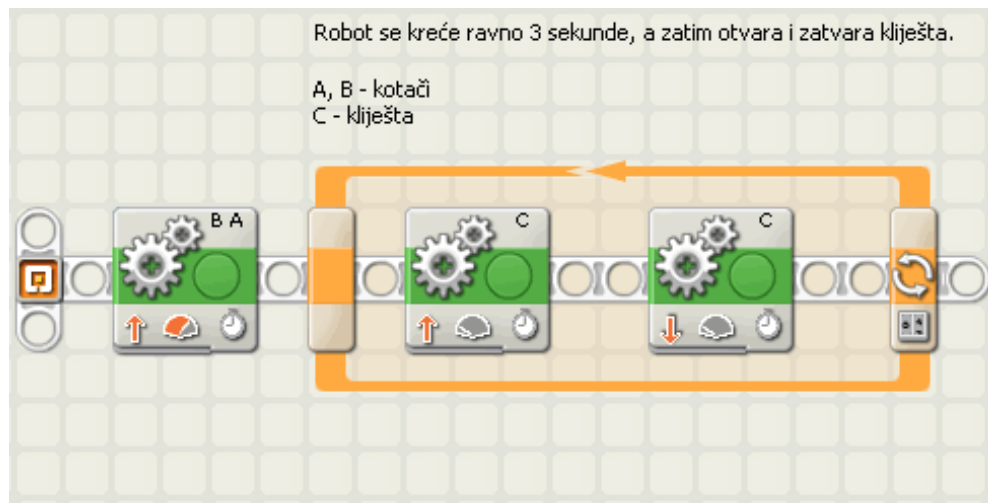 Robot se kreće ravno 3 sekunde, a zatim otvara i zatvara kliješta.
A, B - kotači
C - kliješta
B A
C
C